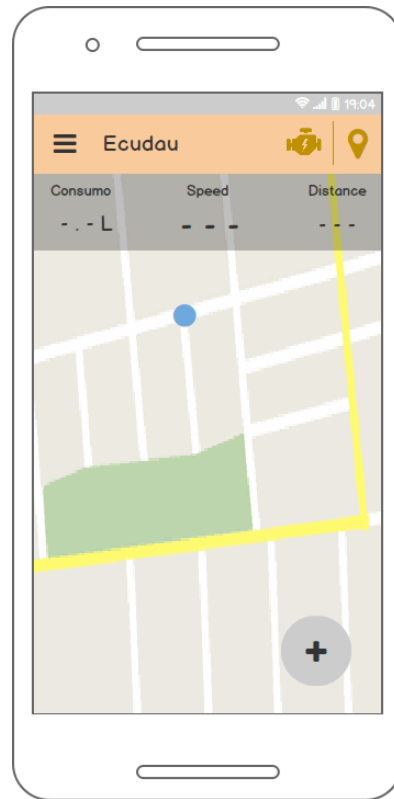 19:04
Ecudau
Consumo Speed Distance
-.-L --- ---